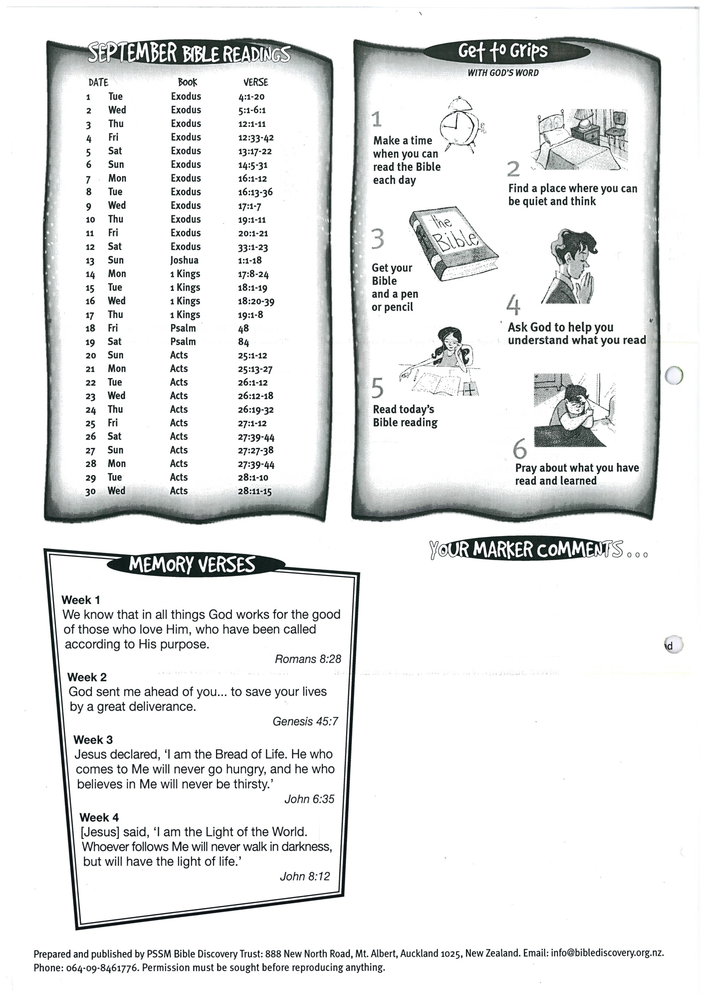 SEPTEMBER BIBLE READINGS
DATE Book VERSE
1 Tue Exodus 4:1-20
2 Wed Exodus 5:1-6:1
3 Thu Exodus 12:1-11
4 Fri Exodus 12:33-42
5 Sat Exodus 13:17-22
6 Sun Exodus 14:5-31
7 Mon Exodus 16:1-12
8 Tue Exodus 16:13-36
9 Wed Exodus 17:1-7
10 Thu Exodus 19:1-11
11 Fri Exodus 20:1-21
12 Sat Exodus 33:1-23
13 Sun Joshua 1:1-18
14 Mon 1 Kings 17:8-24
15 Tue 1 Kings 18:1-19
16 Wed 1 Kings 18:20-39
17 Thu 1 Kings 19:1-8
18 Fri Psalm 48
19 Sat Psalm 84
20 Sun Acts 25:1-12
21 Mon Acts 25:13-27
22 Tue Acts 26:1-12
23 Wed Acts 26:12-18
24 Thu Acts 26:19-32
25 Fri Acts 27:1-12
26 Sat Acts 27:39-44
27 Sun Acts 27:27-38
28 Mon Acts 27:39-44
29 Tue Acts 28:1-10
30 Wed Acts 28:11-15
Get to Grips
WITH GOD'S WORD
1
Make a time
when you can
read the Bible
each day
2
Find a place where you can
be quiet and think
3
the
Bible
Get your
Bible
and a pen
or pencil
4
Ask God to help you
understand what you read
5
Read today's
Bible reading
6
Pray about what you have
read and learned
MEMORY VERSES
Week 1
We know that in all things God works for the good
of those who love Him, who have been called
according to His purpose.
Romans 8:28
Week 2
God sent me ahead of you... to save your lives
by a great deliverance.
Genesis 45:7
Week 3
Jesus declared, ‘I am the Bread of Life. He who
comes to Me will never go hungry, and he who
believes in Me will never be thirsty.’
John 6:35
Week 4
[Jesus] said, ‘I am the Light of the World.
Whoever follows Me will never walk in darkness,
but will have the light of life.’
John 8:12
YOUR MARKER COMMENTS...
Prepared and published by PSSM Bible Discovery Trust: 888 New North Road, Mt. Albert, Auckland 1025, New Zealand. Email: info@biblediscovery.org.nz.
Phone: 064-09-8461776. Permission must be sought before reproducing anything.